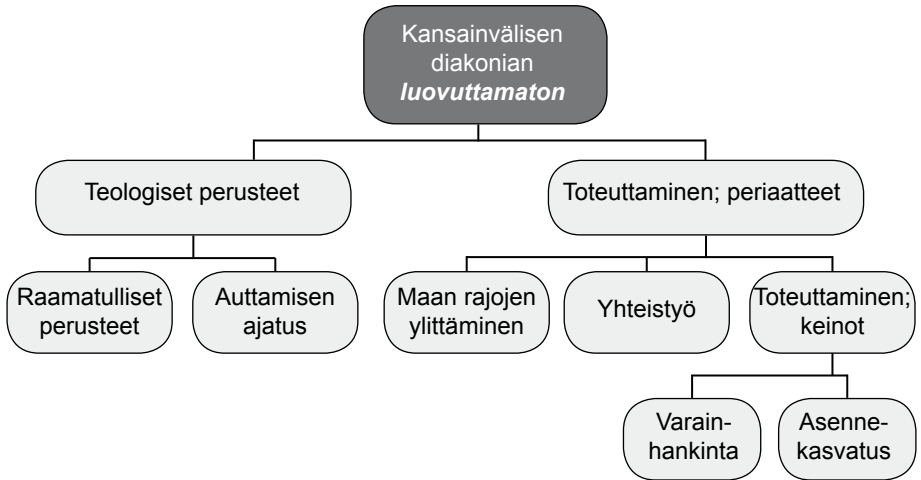 Kansainvälisen
diakonian
luovuttamaton
Teologiset perusteet
Toteuttaminen; periaatteet
Raamatulliset
perusteet
Auttamisen
ajatus
Maan rajojen
ylittäminen
Yhteistyö
Toteuttaminen;
keinot
Varain-
hankinta
Asenne-
kasvatus